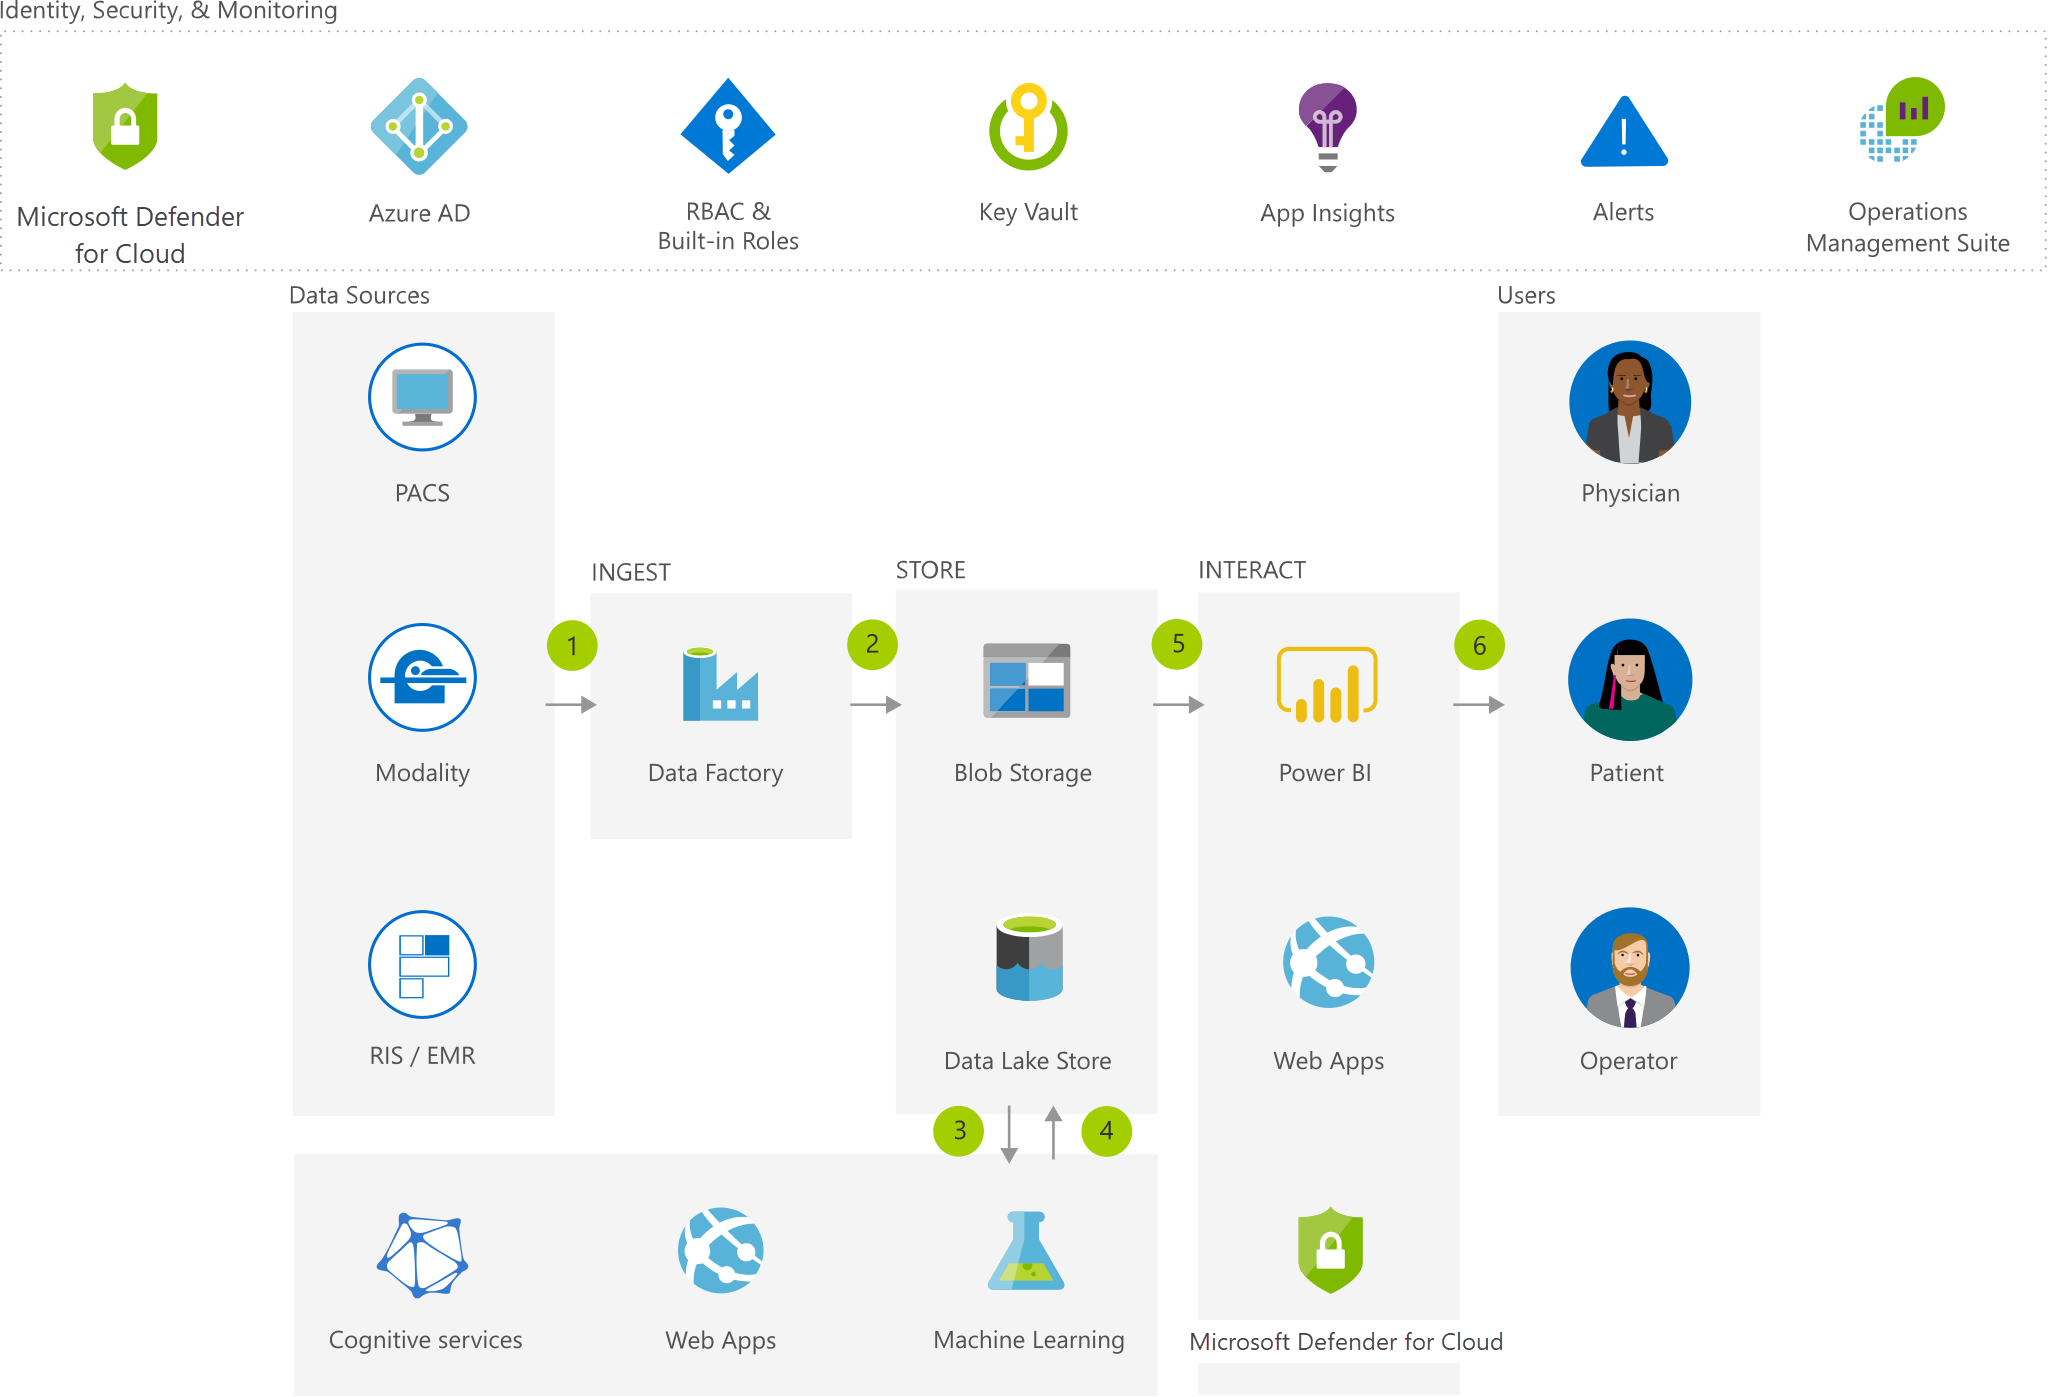 Identity, Security, & Monitoring
Microsoft Defender
for Cloud
Azure AD
RBAC &
Built-in Roles
Key Vault
App Insights
Alerts
Operations
Management Suite
Data Sources
PACS
Modality
RIS / EMR
1
INGEST
Data Factory
2
STORE
Blob Storage
Data Lake Store
3
4
Cognitive services
Web Apps
Machine Learning
5
INTERACT
Power BI
Web Apps
Microsoft Defender for Cloud
6
Users
Physician
Patient
Operator